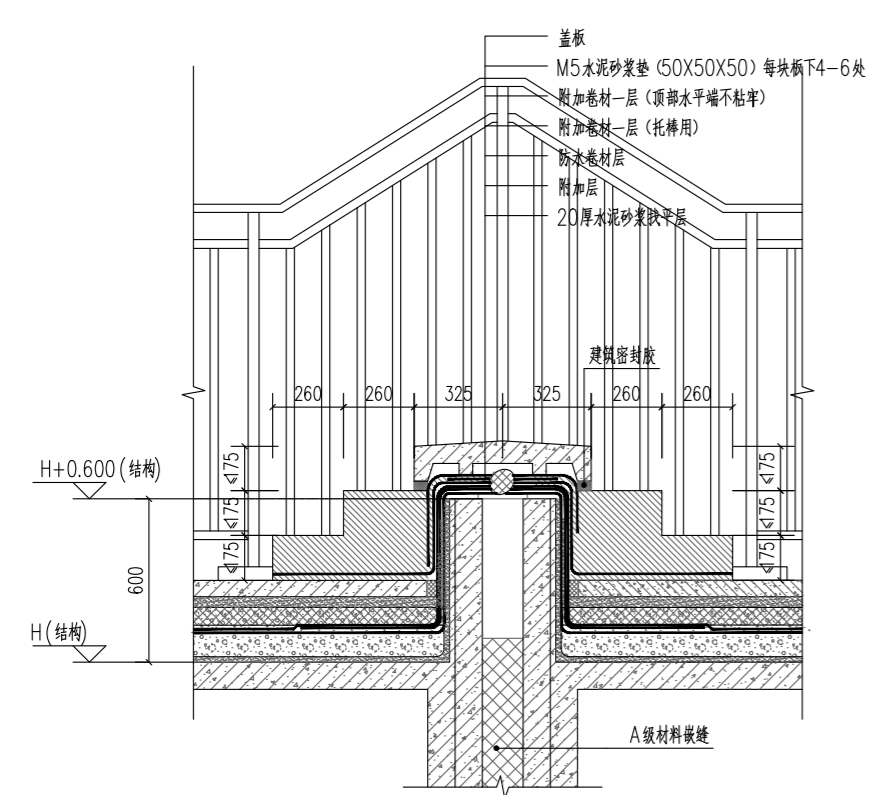 盖板
M5水泥砂浆垫（50X50X50）每块板下4-6处
附加卷材一层（顶部水平端不粘牢）
附加卷材一层（托棒用）
防水卷材层
附加层
20厚水泥砂浆找平层
建筑密封胶
260 260 325 325 260 260
H+0.600(结构)
≤175 ≤175
≤175 ≤175
≤175 ≤175
600
H(结构)
A级材料嵌缝